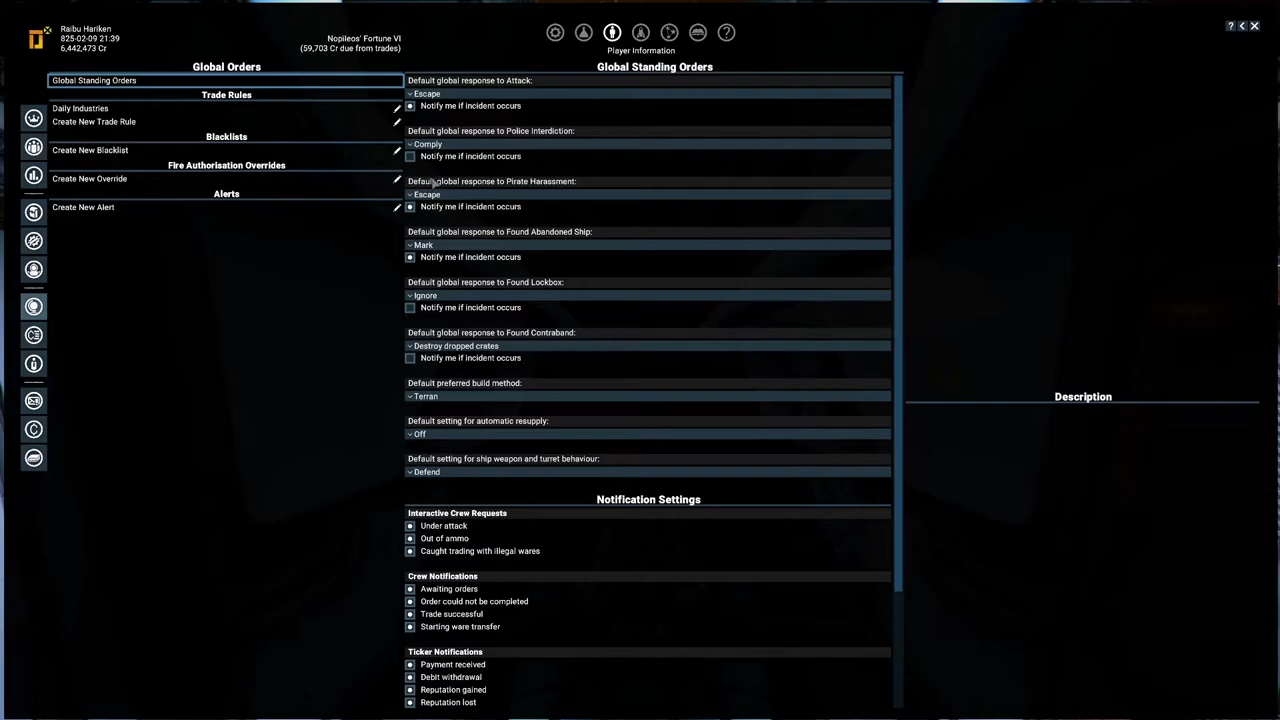 Raibu Hariken
825-02-09 21:39
6,442,473 Cr
Nopileos' Fortune VI
(59,703 Cr due from trades)
Player Information
Global Orders
Global Standing Orders
Trade Rules
Daily Industries
Create New Trade Rule
Blacklists
Create New Blacklist
Fire Authorisation Overrides
Create New Override
Alerts
Create New Alert
Global Standing Orders
Default global response to Attack:
Escape
Notify me if incident occurs
Default global response to Police Interdiction:
Comply
Notify me if incident occurs
Default global response to Pirate Harassment:
Escape
Notify me if incident occurs
Default global response to Found Abandoned Ship:
Mark
Notify me if incident occurs
Default global response to Found Lockbox:
Ignore
Notify me if incident occurs
Default global response to Found Contraband:
Destroy dropped crates
Notify me if incident occurs
Default preferred build method:
Terran
Default setting for automatic resupply:
Off
Default setting for ship weapon and turret behaviour:
Defend
Notification Settings
Interactive Crew Requests
Under attack
Out of ammo
Caught trading with illegal wares
Crew Notifications
Awaiting orders
Order could not be completed
Trade successful
Starting ware transfer
Ticker Notifications
Payment received
Debit withdrawal
Reputation gained
Reputation lost
Description